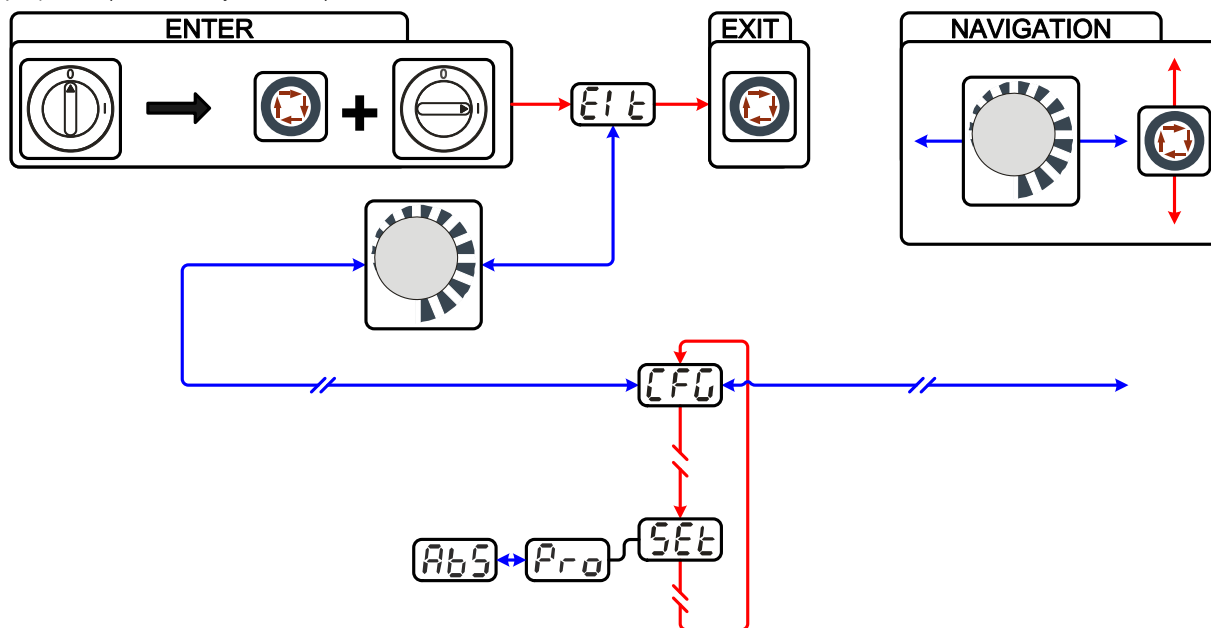 ENTER
EXIT
NAVIGATION
0
I
0
I
EIt
CFG
SEt
AbS
Pro